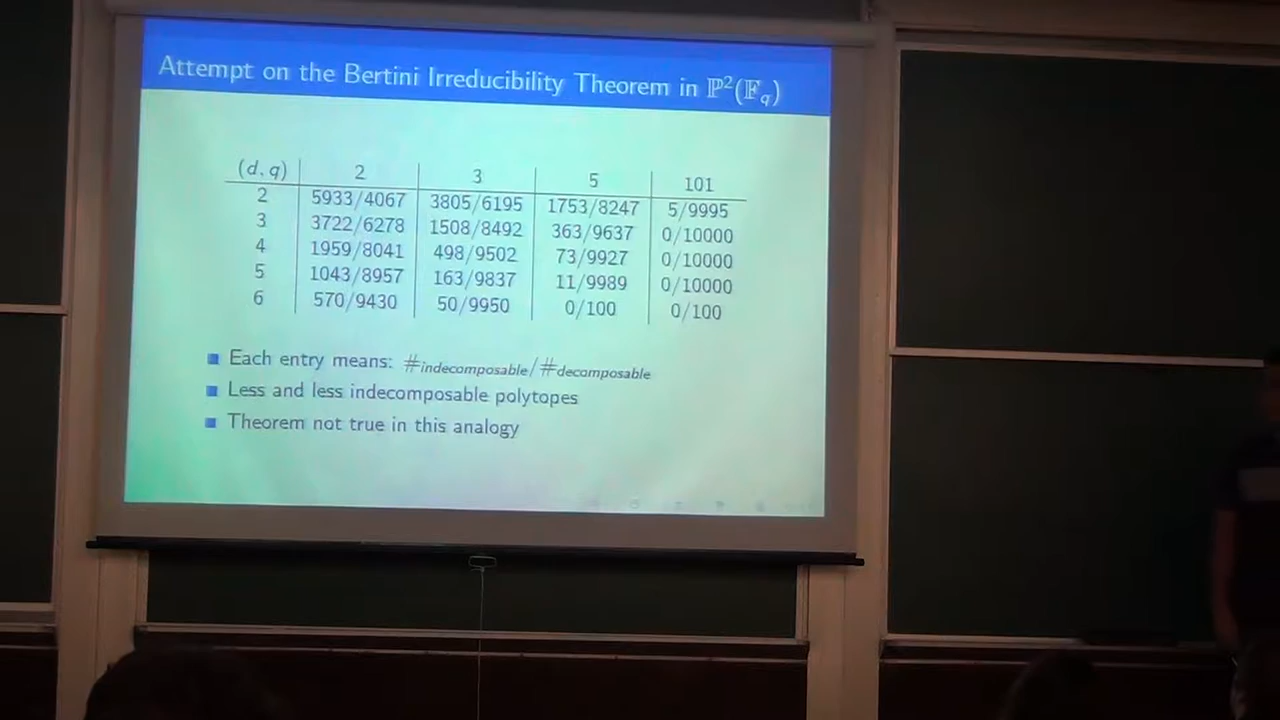 Attempt on the Bertini Irreducibility Theorem in ℙ²(𝔽_q)
(d, q) 2 3 5 101
2 5933/4067 3805/6195 1753/8247 5/9995
3 3722/6278 1508/8492 363/9637 0/10000
4 1959/8041 498/9502 73/9927 0/10000
5 1043/8957 163/9837 11/9989 0/10000
6 570/9430 50/9950 0/100 0/100
Each entry means: #indecomposable/#decomposable
Less and less indecomposable polytopes
Theorem not true in this analogy